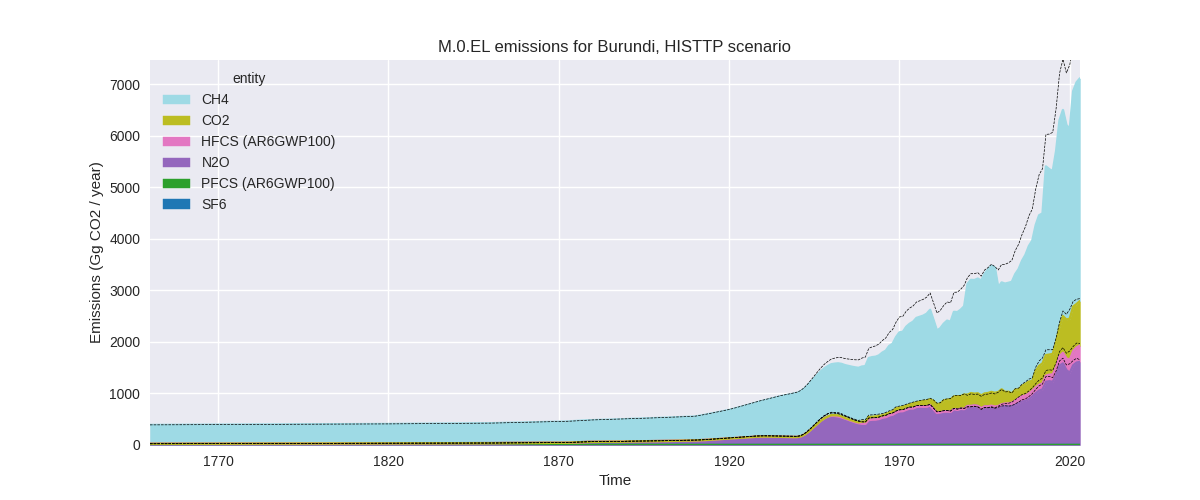 M.0.EL emissions for Burundi, HISTTP scenario
Emissions (Gg CO2 / year)
7000
6000
5000
4000
3000
2000
1000
0
entity
CH4
CO2
HFCS (AR6GWP100)
N2O
PFCS (AR6GWP100)
SF6
1770 1820 1870 1920 1970 2020
Time